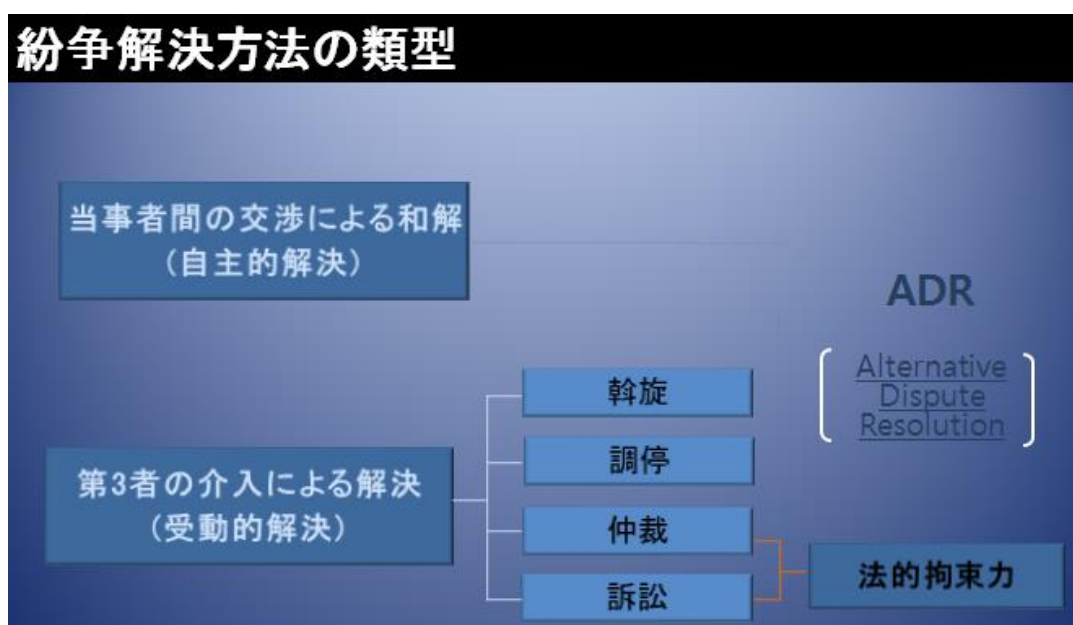 紛争解決方法の類型
当事者間の交渉による和解
(自主的解決)
ADR
Alternative
Dispute
Resolution
斡旋
調停
第3者の介入による解決
(受動的解決)
仲裁
訴訟
法的拘束力